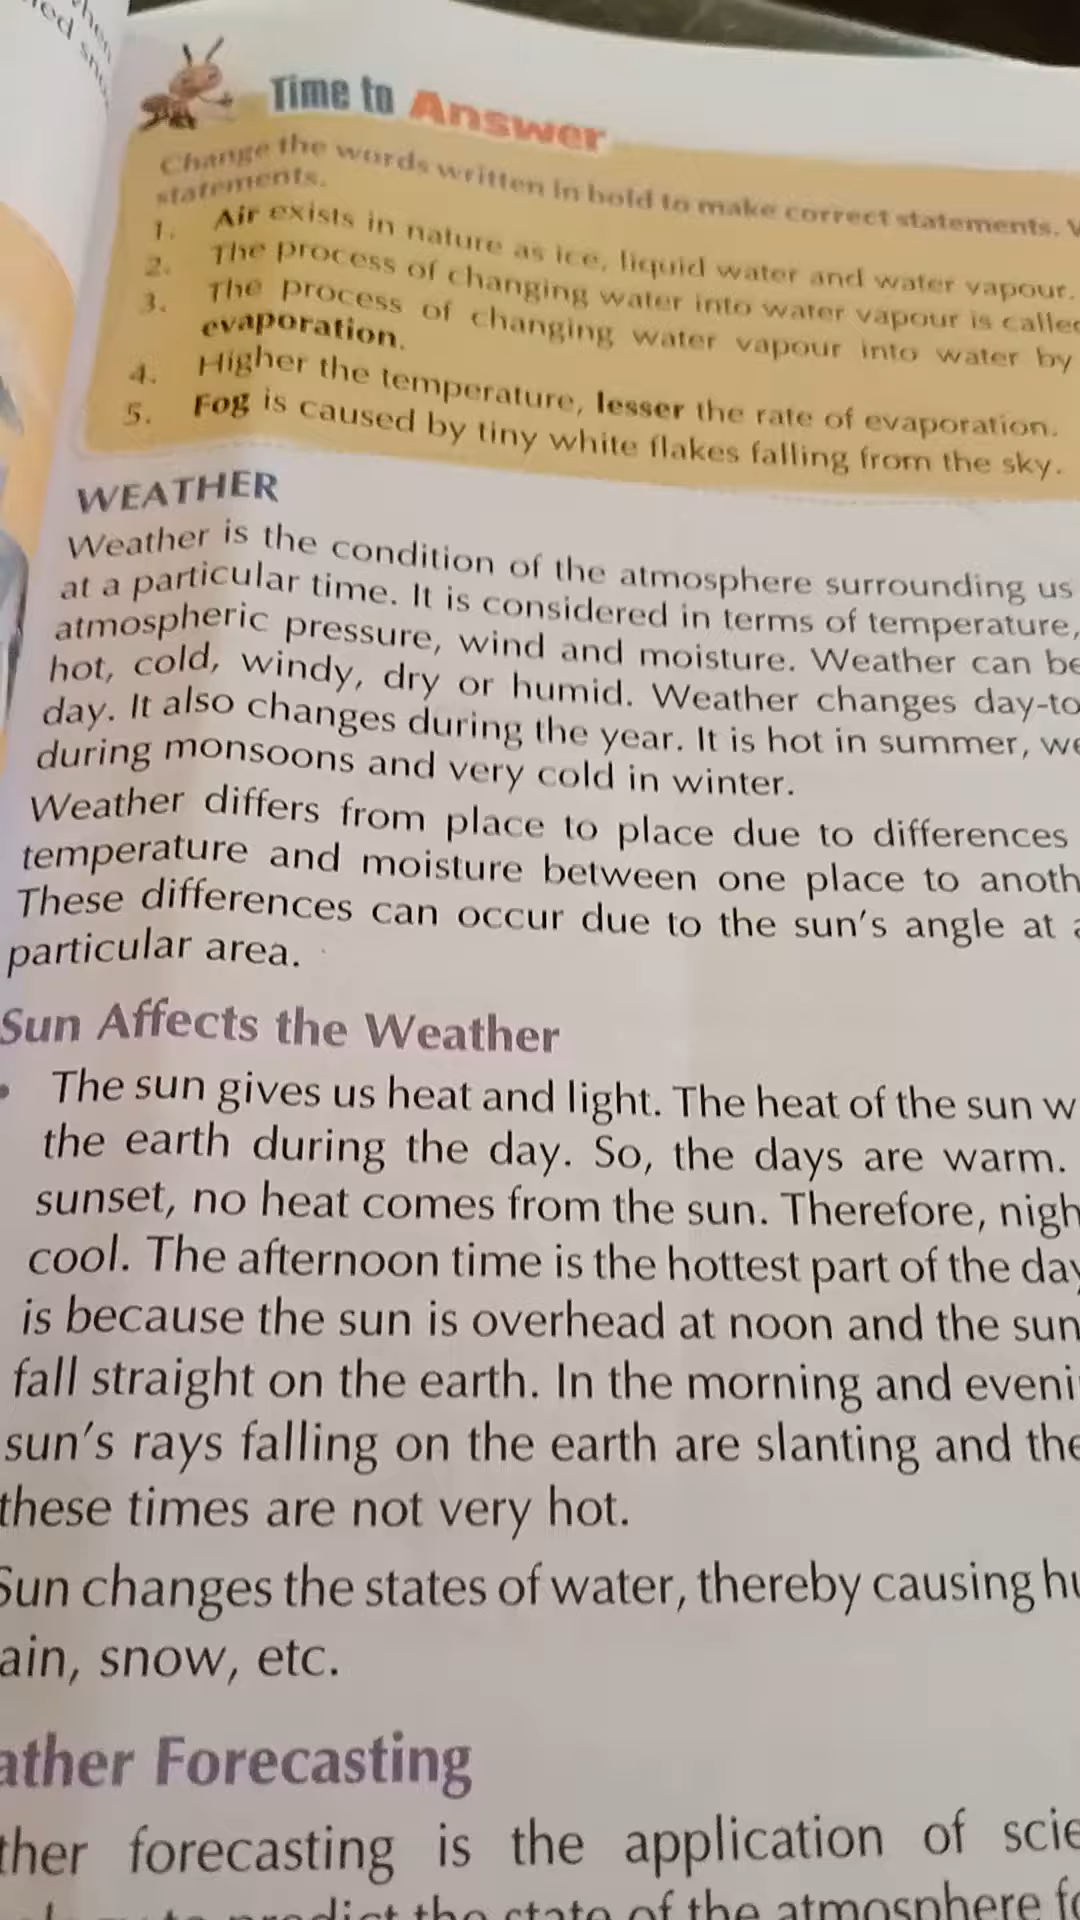 Time to Answer
Change the words written in bold to make correct statements.
statements.
1. Air exists in nature as ice, liquid water and water vapour.
2. The process of changing water into water vapour is called
3. The process of changing water vapour into water by
evaporation.
4. Higher the temperature, lesser the rate of evaporation.
5. Fog is caused by tiny white flakes falling from the sky.
WEATHER
Weather is the condition of the atmosphere surrounding us
at a particular time. It is considered in terms of temperature,
atmospheric pressure, wind and moisture. Weather can be
hot, cold, windy, dry or humid. Weather changes day-to
day. It also changes during the year. It is hot in summer,
during monsoons and very cold in winter.
Weather differs from place to place due to differences
temperature and moisture between one place to anoth
These differences can occur due to the sun's angle at a
particular area.
Sun Affects the Weather
• The sun gives us heat and light. The heat of the sun w
the earth during the day. So, the days are warm.
sunset, no heat comes from the sun. Therefore, nigh
cool. The afternoon time is the hottest part of the day
is because the sun is overhead at noon and the sun
fall straight on the earth. In the morning and eveni
sun's rays falling on the earth are slanting and the
these times are not very hot.
Sun changes the states of water, thereby causing hu
ain, snow, etc.
ather Forecasting
ther forecasting is the application of scie
to predict the state of the atmosphere fo